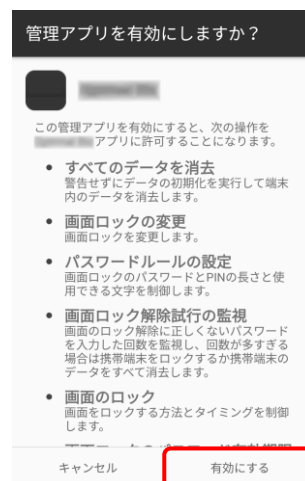 管理アプリを有効にしますか？
この管理アプリを有効にすると、次の操作を
アプリに許可することになります。
• すべてのデータを消去
警告せずにデータの初期化を実行して端末
内のデータを消去します。
• 画面ロックの変更
画面ロックを変更します。
• パスワードルールの設定
画面ロックのパスワードとPINの長さと使
用できる文字を制御します。
• 画面ロック解除試行の監視
画面のロック解除に正しくないパスワード
を入力した回数を監視し、回数が多すぎる
場合は携帯端末をロックするか携帯端末の
データをすべて消去します。
• 画面のロック
画面をロックする方法とタイミングを制御
します。
キャンセル
有効にする